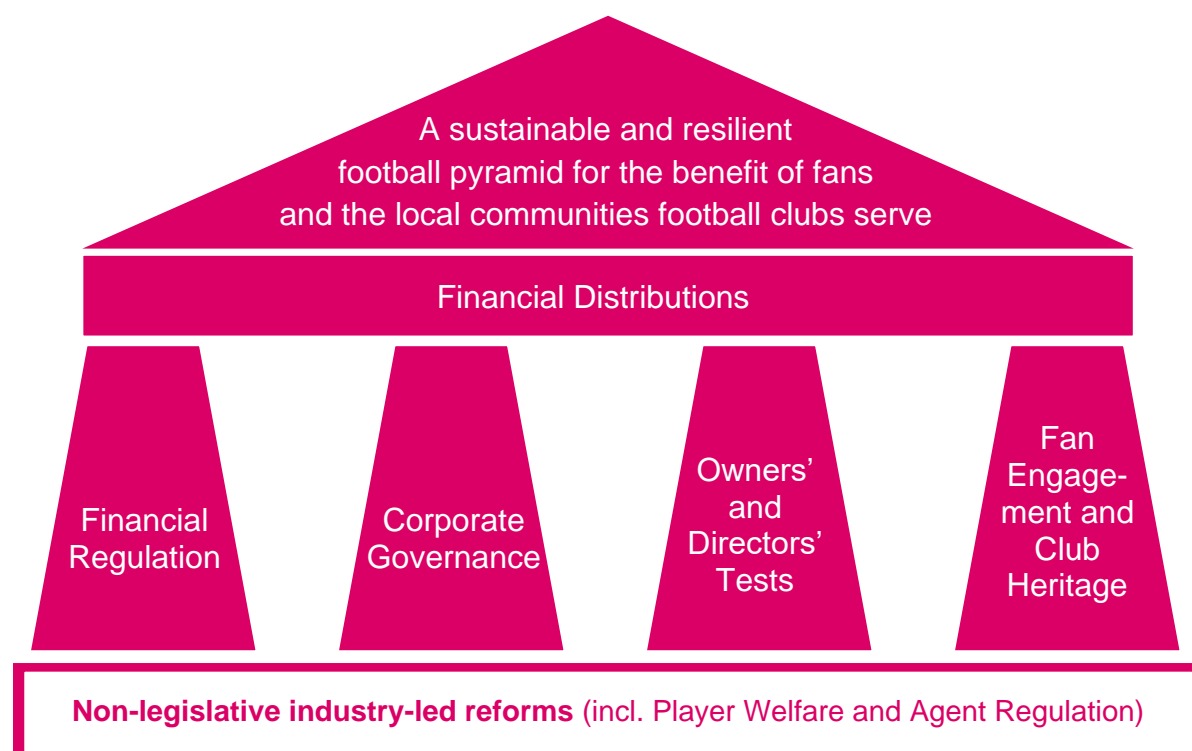 A sustainable and resilient
football pyramid for the benefit of fans
and the local communities football clubs serve
Financial Distributions
Financial
Regulation
Corporate
Governance
Owners’
and
Directors’
Tests
Fan
Engage-
ment and
Club
Heritage
Non-legislative industry-led reforms (incl. Player Welfare and Agent Regulation)